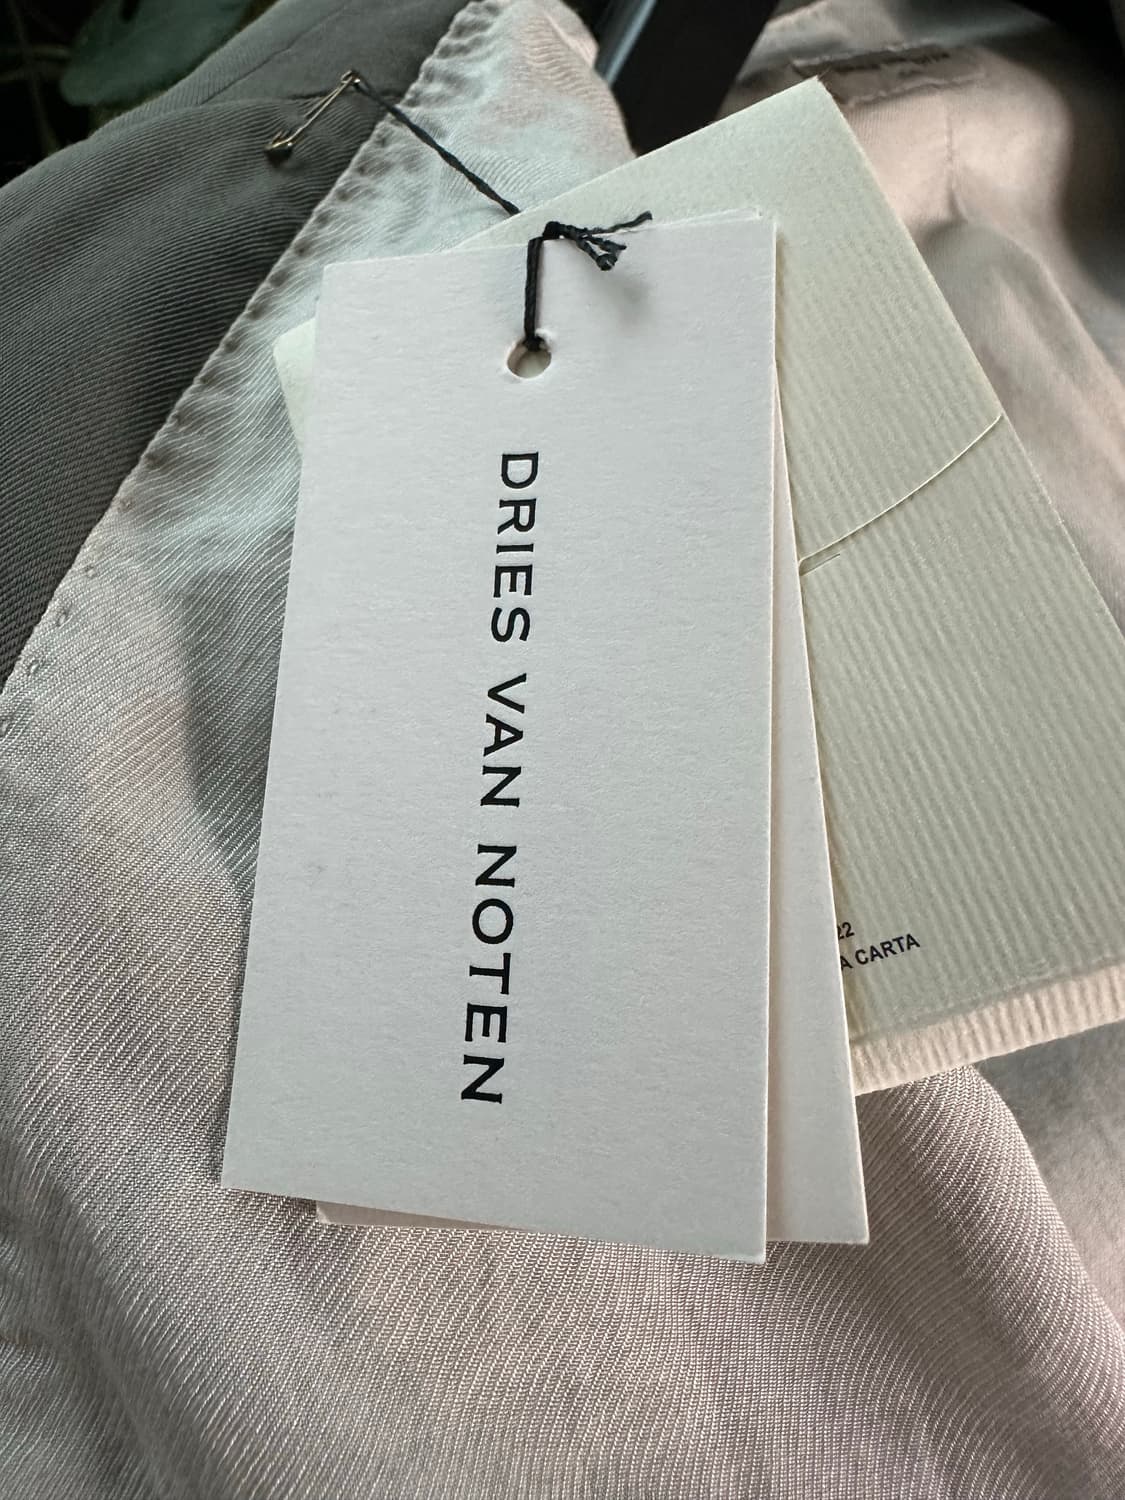 DRIES VAN NOTEN
22
A CARTA